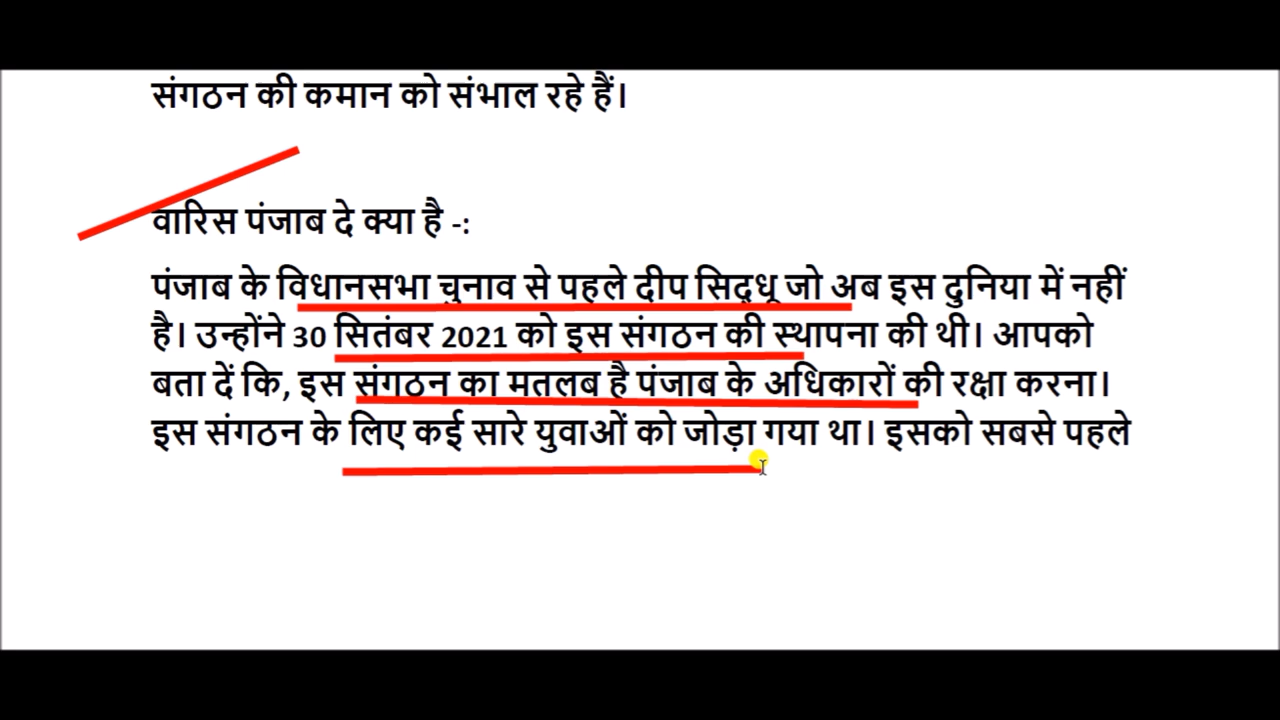 संगठन की कमान को संभाल रहे हैं।
वारिस पंजाब दे क्या है -:
पंजाब के विधानसभा चुनाव से पहले दीप सिद्धू जो अब इस दुनिया में नहीं
है। उन्होंने 30 सितंबर 2021 को इस संगठन की स्थापना की थी। आपको
बता दें कि, इस संगठन का मतलब है पंजाब के अधिकारों की रक्षा करना।
इस संगठन के लिए कई सारे युवाओं को जोड़ा गया था। इसको सबसे पहले